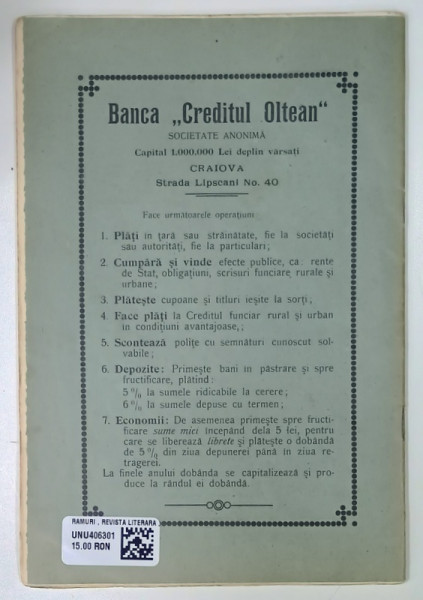 Banca „Creditul Oltean"
SOCIETATE ANONIMĂ
Capital 1.000.000 Lei deplin vărsați
CRAIOVA
Strada Lipscani No. 40
Face următoarele operațiuni
1. Plăți in țară sau străinătate, fie la societăți
sau autorități, fie la particulari;
2. Cumpără și vinde efecte publice, ca: rente
de Stat, obligațiuni, scrisuri funciare rurale și
urbane;
3. Plătește cupoane și titluri ieșite la sorți;
4. Face plăți la Creditul funciar rural și urban
in condițiuni avantajoase,;
5. Scontează polițe cu semnături cunoscut sol-
vabile;
6. Depozite: Primește bani in păstrare și spre
fructificare, plătind:
5 % la sumele ridicabile la cerere;
6 % la sumele depuse cu termen;
7. Economii: De asemenea primește spre fructi-
ficare sume mici începând dela 5 lei, pentru
care se liberează librete și plătește o dobândă
de 5 % din ziua depunerei până in ziua re-
tragerei.
La finele anului dobânda se capitalizează și pro-
duce la rândul ei dobândă.
RAMURI , REVISTA LITERARA
UNU406301
15.00 RON